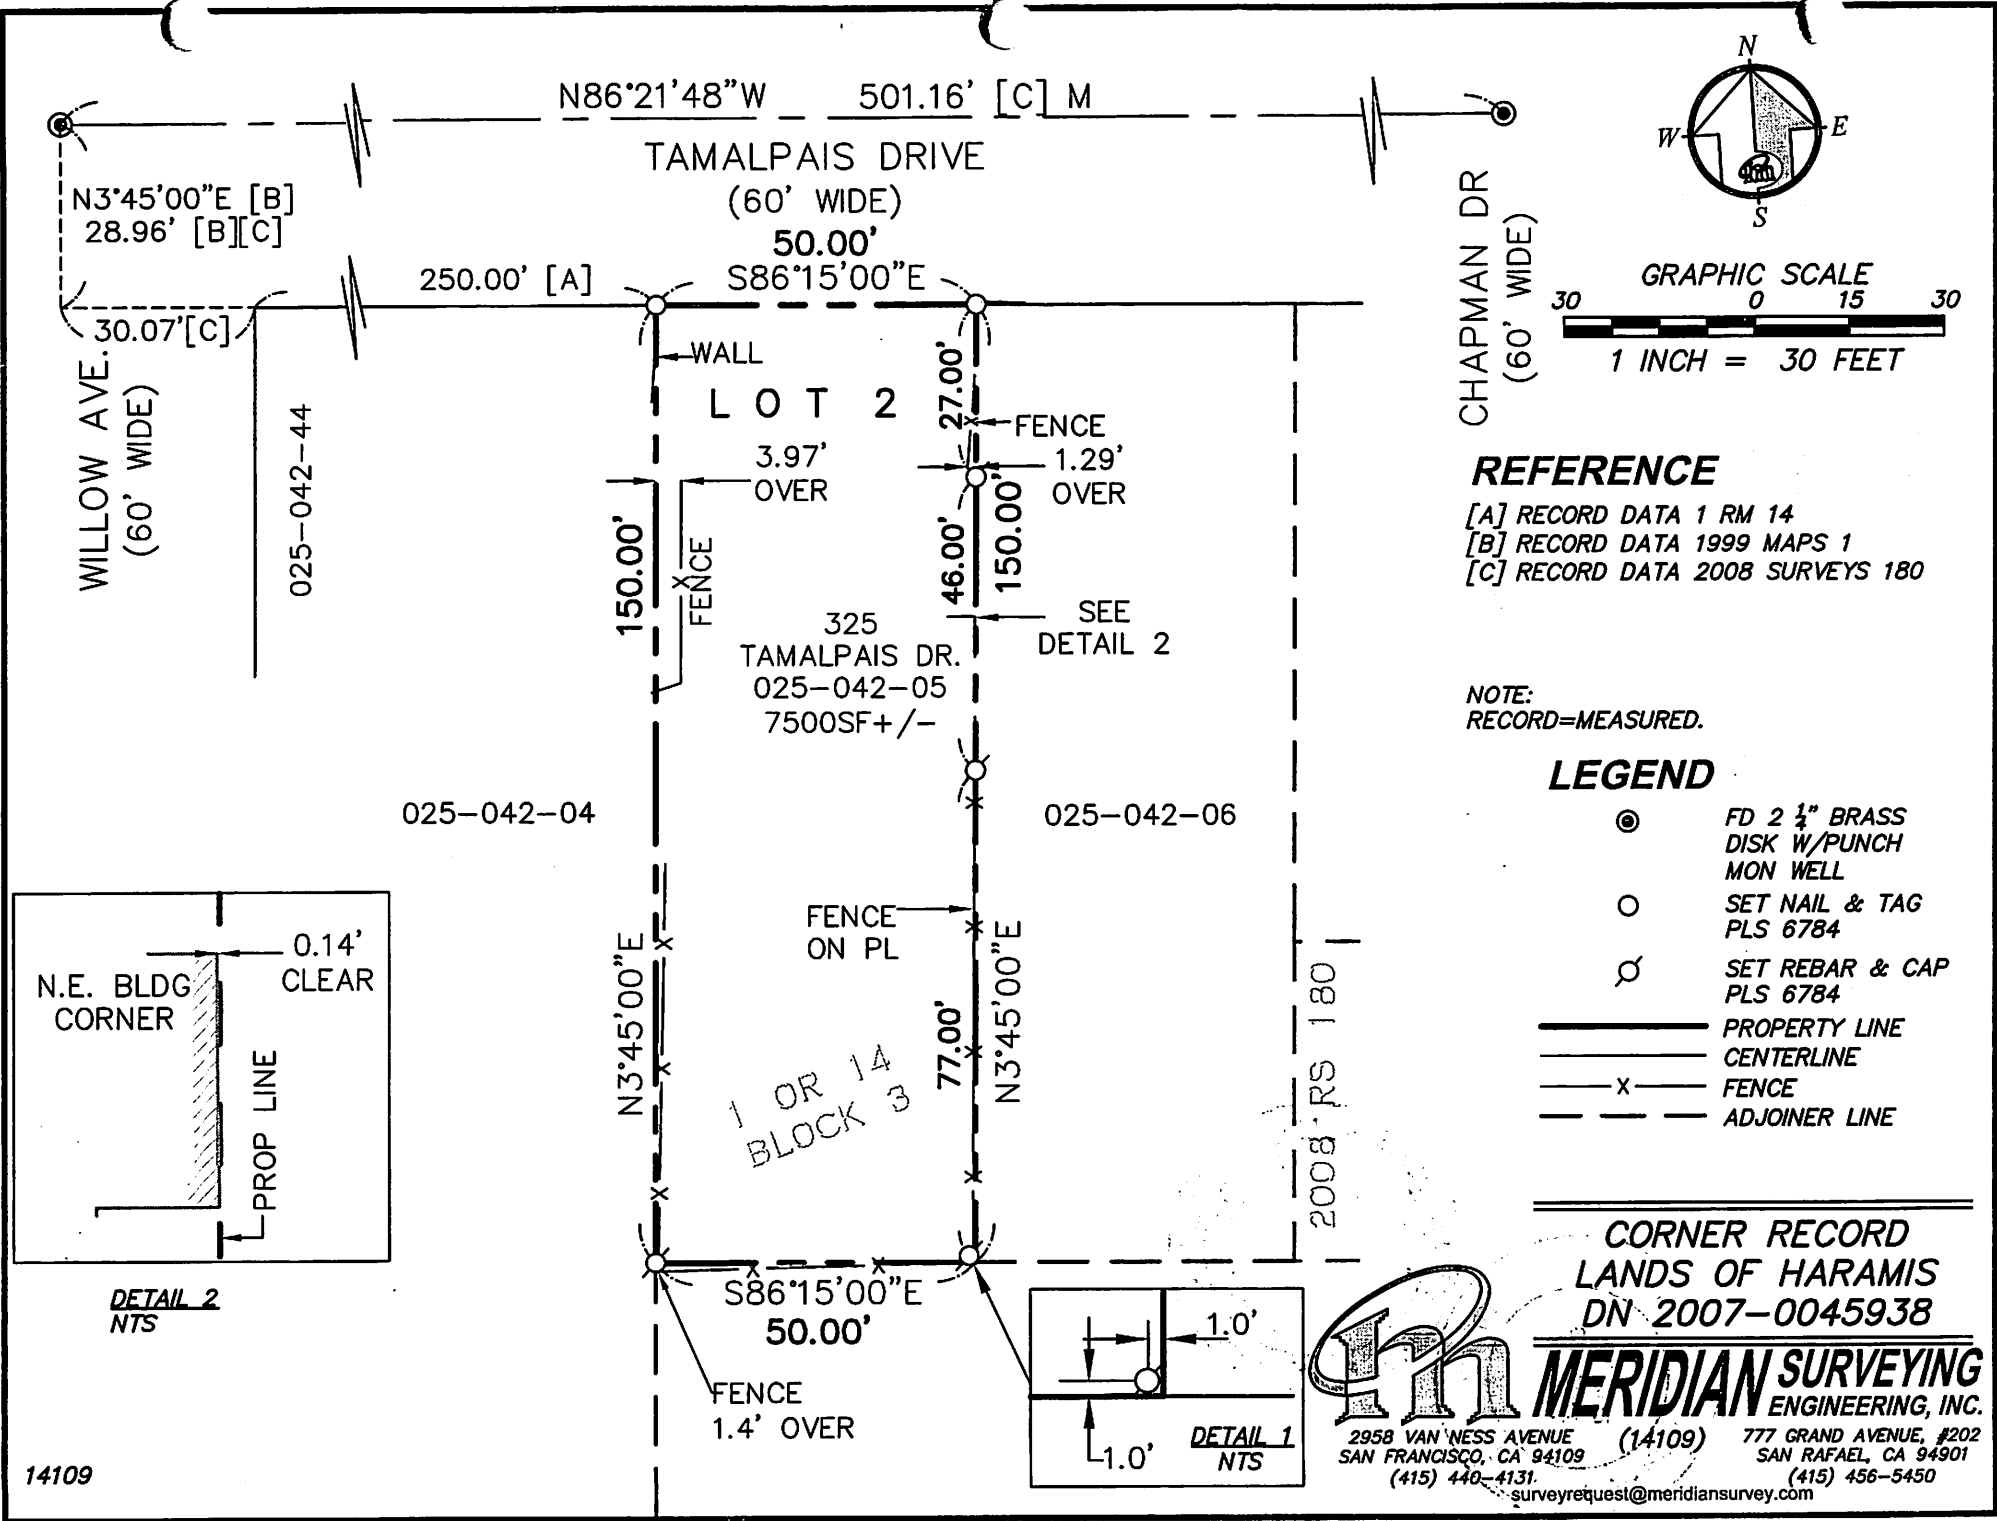 N86°21'48"W 501.16' [C] M
TAMALPAIS DRIVE
(60' WIDE)
50.00'
S86°15'00"E
N3°45'00"E [B]
28.96' [B][C]
250.00' [A]
30.07'[C]
WILLOW AVE.
(60' WIDE)
025-042-44
WALL
LOT 2
27.00'
FENCE
3.97'
OVER
1.29'
OVER
150.00'
FENCE
46.00'
150.00'
SEE
DETAIL 2
325
TAMALPAIS DR.
025-042-05
7500SF+/-
025-042-04
025-042-06
FENCE
ON PL
N3°45'00"E
77.00'
N3°45'00"E
1 OR 14
BLOCK 3
2008 RS 180
S86°15'00"E
50.00'
FENCE
1.4' OVER
0.14'
CLEAR
N.E. BLDG
CORNER
PROP LINE
DETAIL 2
NTS
14109
1.0'
1.0'
DETAIL 1
NTS
CHAPMAN DR
(60' WIDE)
N
W
E
S
GRAPHIC SCALE
30 0 15 30
1 INCH = 30 FEET
REFERENCE
[A] RECORD DATA 1 RM 14
[B] RECORD DATA 1999 MAPS 1
[C] RECORD DATA 2008 SURVEYS 180
NOTE:
RECORD=MEASURED.
LEGEND
FD 2 1/4" BRASS
DISK W/PUNCH
MON WELL
SET NAIL & TAG
PLS 6784
SET REBAR & CAP
PLS 6784
PROPERTY LINE
CENTERLINE
X FENCE
ADJOINER LINE
CORNER RECORD
LANDS OF HARAMIS
DN 2007-0045938
m
MERIDIAN SURVEYING
ENGINEERING, INC.
2958 VAN NESS AVENUE
SAN FRANCISCO, CA 94109
(415) 440-4131
(14109)
777 GRAND AVENUE, #202
SAN RAFAEL, CA 94901
(415) 456-5450
surveyrequest@meridiansurvey.com